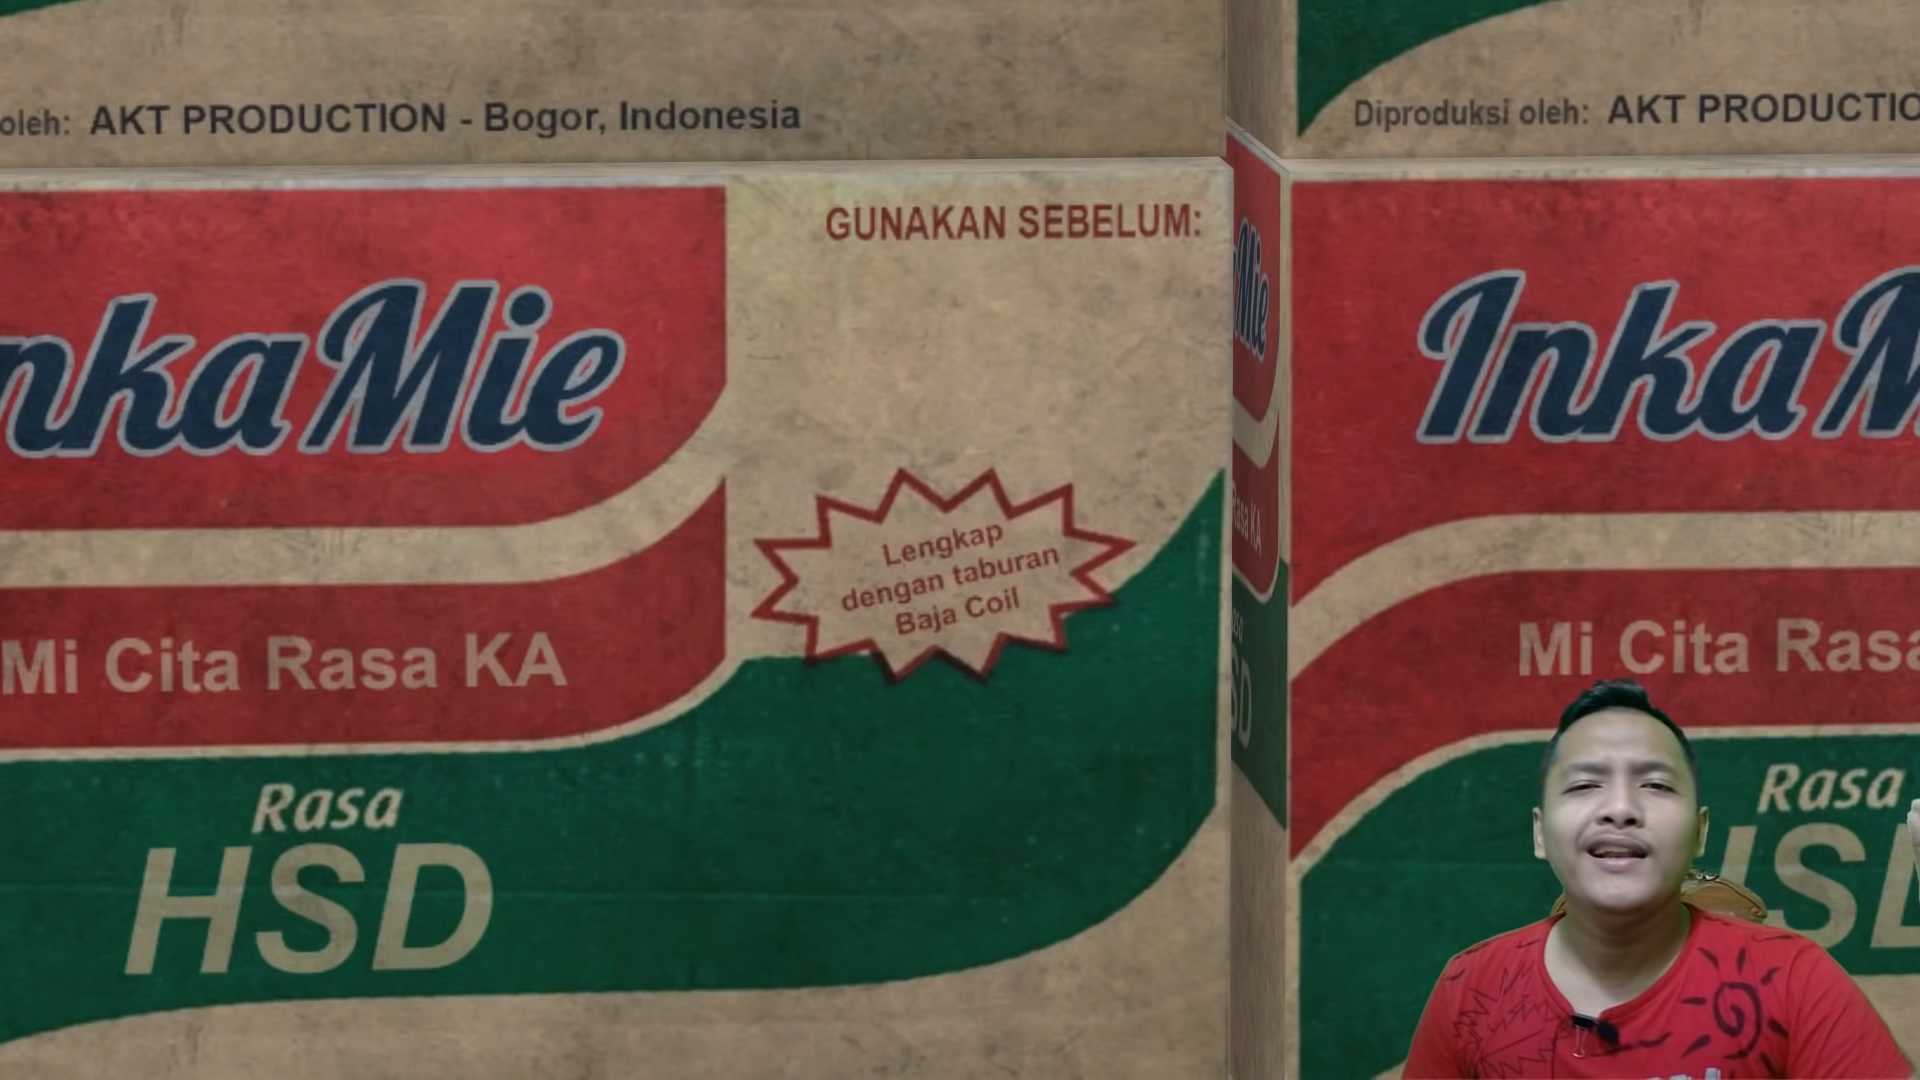 oleh: AKT PRODUCTION - Bogor, Indonesia
GUNAKAN SEBELUM:
nkaMie
Lengkap
dengan taburan
Baja Coil
Mi Cita Rasa KA
Rasa
HSD
Mie
Rasa KA
SD
Diproduksi oleh: AKT PRODUCTIO
InkaM
Mi Cita Rasa
Rasa
HSD